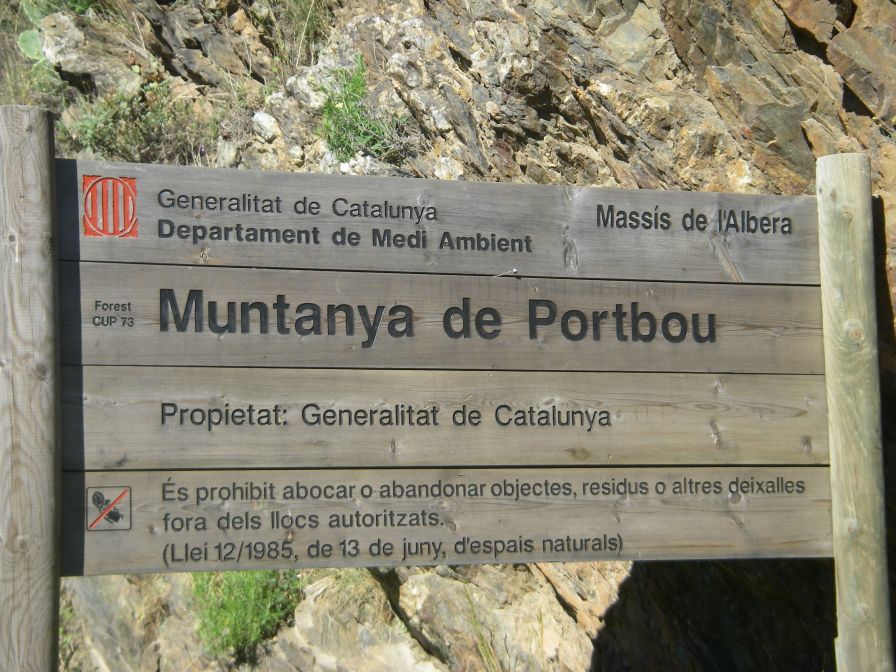 Generalitat de Catalunya
Departament de Medi Ambient
Massís de l'Albera
Forest
CUP 73
Muntanya de Portbou
Propietat: Generalitat de Catalunya
És prohibit abocar o abandonar objectes, residus o altres deixalles
fora dels llocs autoritzats.
(Llei 12/1985, de 13 de juny, d'espais naturals)